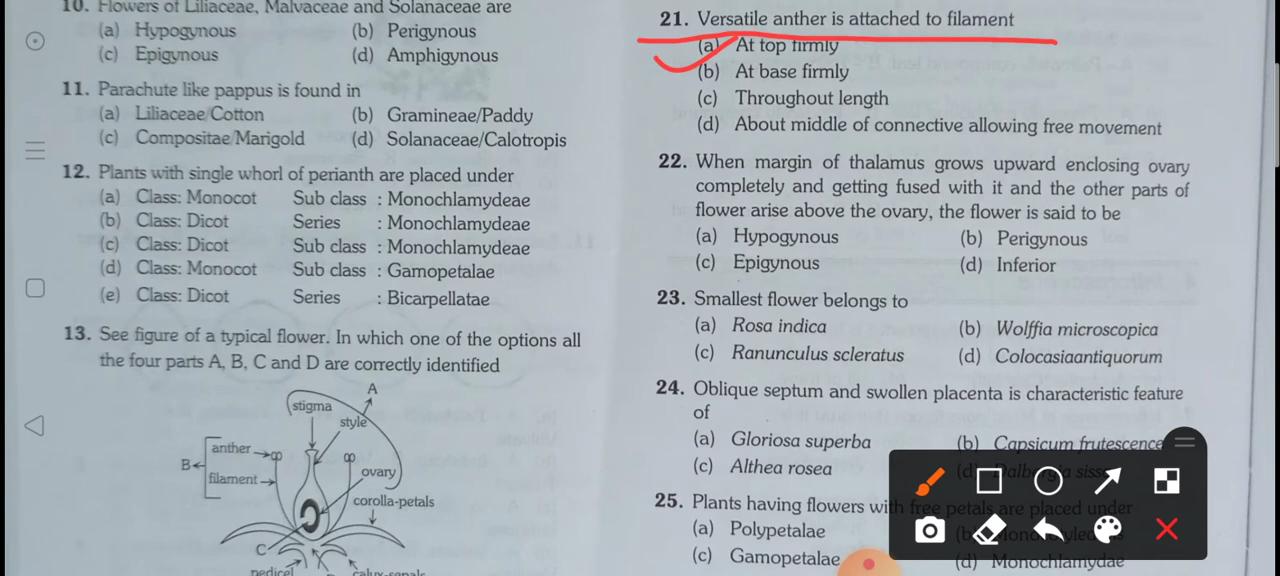 10. Flowers of Liliaceae, Malvaceae and Solanaceae are
(a) Hypogynous (b) Perigynous
(c) Epigynous (d) Amphigynous
11. Parachute like pappus is found in
(a) Liliaceae/Cotton (b) Gramineae/Paddy
(c) Compositae/Marigold (d) Solanaceae/Calotropis
12. Plants with single whorl of perianth are placed under
(a) Class: Monocot Sub class : Monochlamydeae
(b) Class: Dicot Series : Monochlamydeae
(c) Class: Dicot Sub class : Monochlamydeae
(d) Class: Monocot Sub class : Gamopetalae
(e) Class: Dicot Series : Bicarpellatae
13. See figure of a typical flower. In which one of the options all
the four parts A, B, C and D are correctly identified
A
stigma
style
anther
B
filament
ovary
corolla-petals
C
pedicel
calyx-sepals
21. Versatile anther is attached to filament
(a) At top firmly
(b) At base firmly
(c) Throughout length
(d) About middle of connective allowing free movement
22. When margin of thalamus grows upward enclosing ovary
completely and getting fused with it and the other parts of
flower arise above the ovary, the flower is said to be
(a) Hypogynous (b) Perigynous
(c) Epigynous (d) Inferior
23. Smallest flower belongs to
(a) Rosa indica (b) Wolffia microscopica
(c) Ranunculus scleratus (d) Colocasiaantiquorum
24. Oblique septum and swollen placenta is characteristic feature
of
(a) Gloriosa superba (b) Capsicum frutescence
(c) Althea rosea (d) Dalbergia
25. Plants having flowers with free petals are placed under
(a) Polypetalae (b)
(c) Gamopetalae (d) Monochlamydae